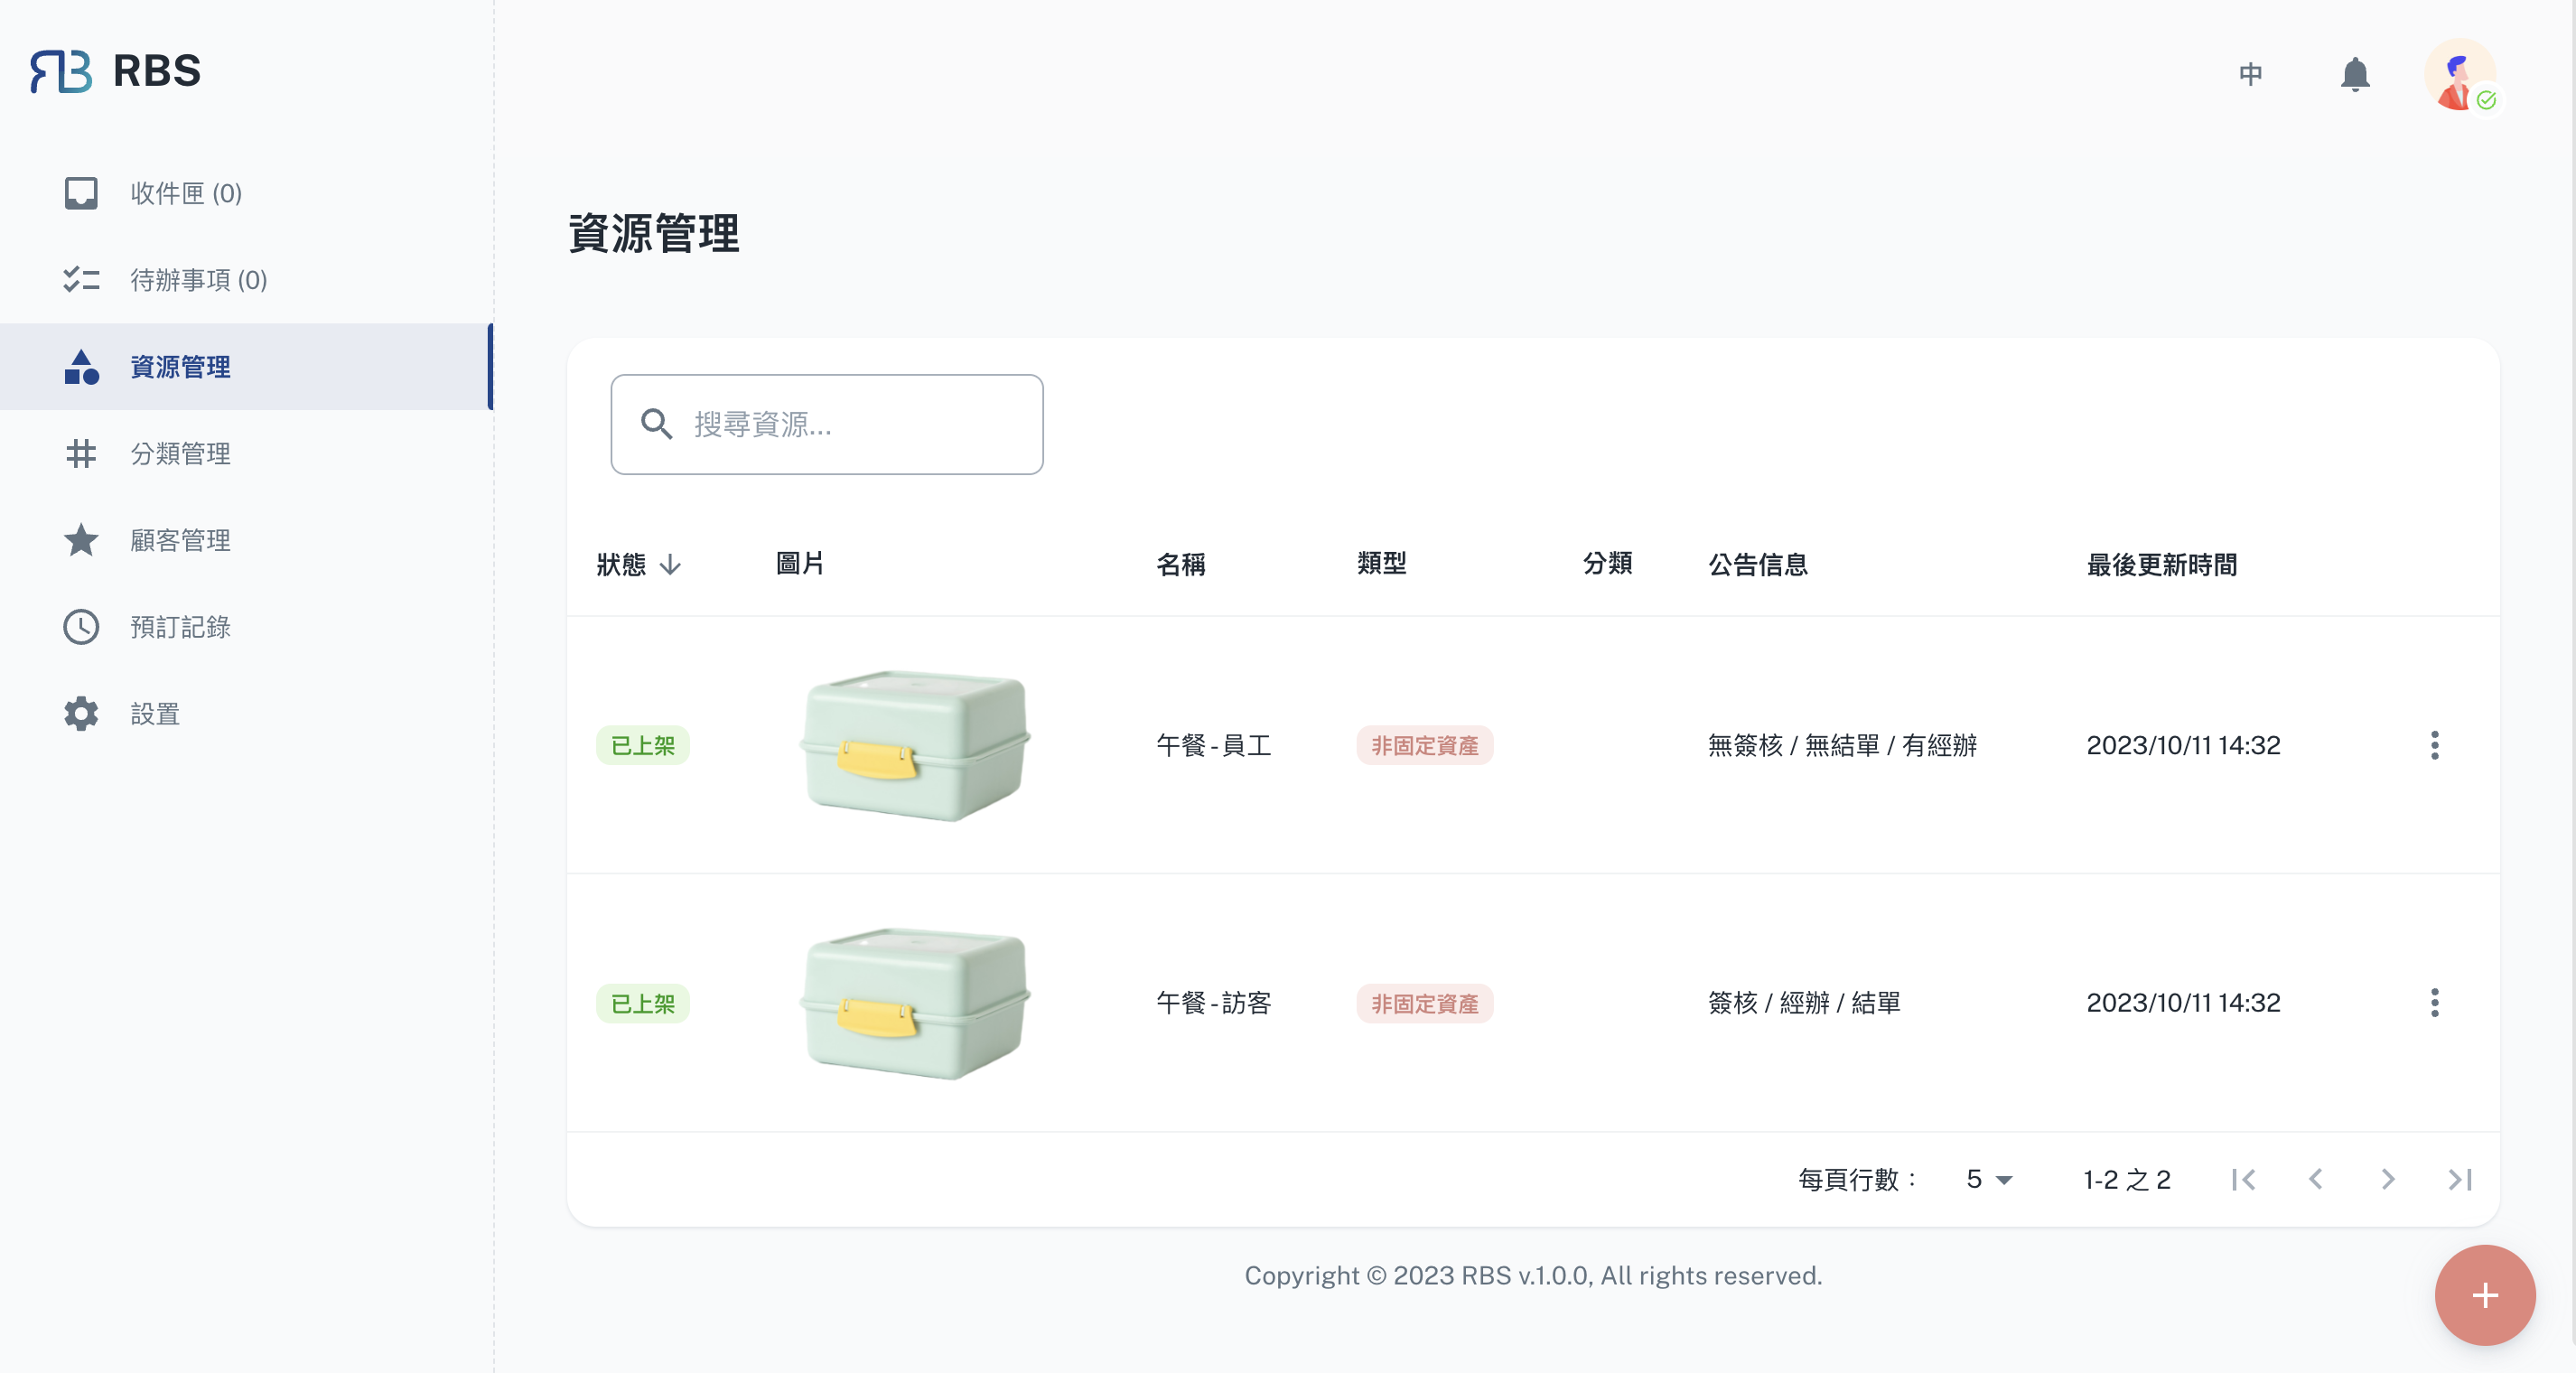 RBS
中
收件匣 (0)
待辦事項 (0)
資源管理
分類管理
顧客管理
預訂記錄
設置
資源管理
搜尋資源...
狀態 圖片 名稱 類型 分類 公告信息 最後更新時間
已上架 午餐 - 員工 非固定資產 無簽核 / 無結單 / 有經辦 2023/10/11 14:32
已上架 午餐 - 訪客 非固定資產 簽核 / 經辦 / 結單 2023/10/11 14:32
每頁行數： 5 1-2 之 2
Copyright © 2023 RBS v.1.0.0, All rights reserved.